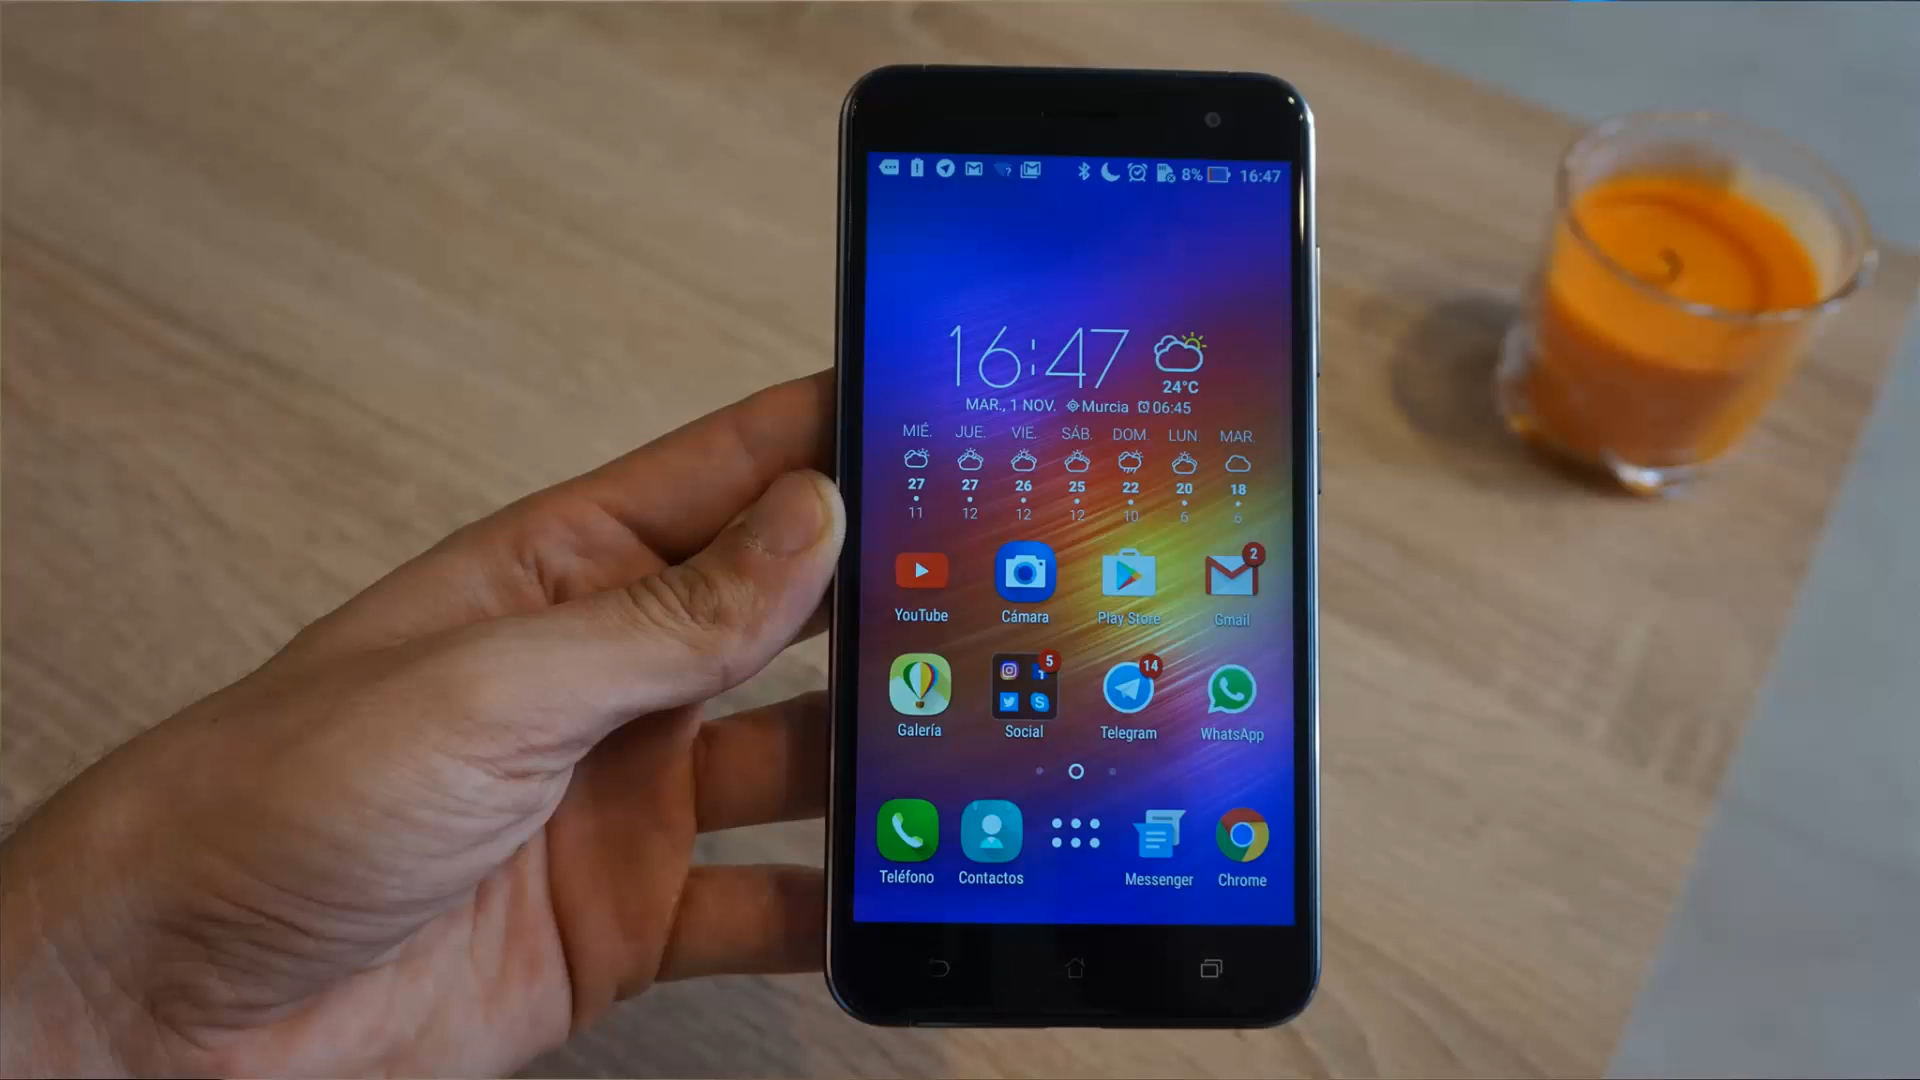 8% 16:47
16:47
24°C
MAR., 1 NOV. Murcia 06:45
MIÉ. JUE. VIE. SÁB. DOM. LUN. MAR.
27 27 26 25 22 20 18
11 12 12 12 10 6 6
2
YouTube Cámara Play Store Gmail
5 14
Galería Social Telegram WhatsApp
Teléfono Contactos Messenger Chrome